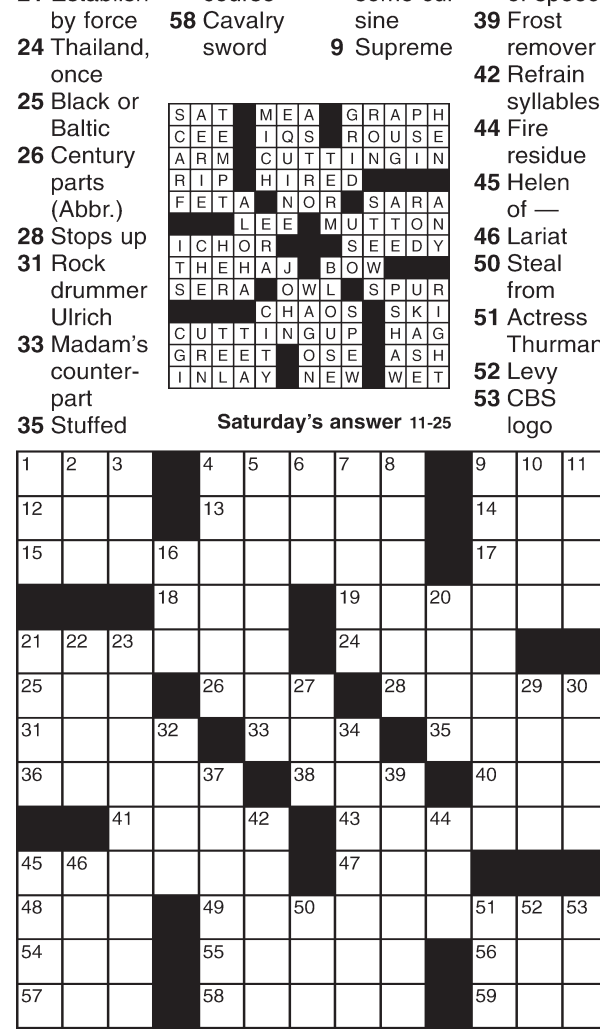 by force
24 Thailand,
once
25 Black or
Baltic
26 Century
parts
(Abbr.)
28 Stops up
31 Rock
drummer
Ulrich
33 Madam's
counter-
part
35 Stuffed
58 Cavalry
sword
sine
9 Supreme
39 Frost
remover
42 Refrain
syllables
44 Fire
residue
45 Helen
of —
46 Lariat
50 Steal
from
51 Actress
Thurman
52 Levy
53 CBS
logo
SAT MEA GRAPH
CEE IQS ROUSE
ARM CUTTINGIN
RIP HIRED
FETA NOR SARA
LEE MUTTON
ICHOR SEEDY
THEHAJ BOW
SERA OWL SPUR
CHAOS SKI
CUTTINGUP HAG
GREET OSE ASH
INLAY NEW WET
Saturday's answer 11-25
1 2 3 4 5 6 7 8 9 10 11
12 13 14
15 16 17
18 19 20
21 22 23 24
25 26 27 28 29 30
31 32 33 34 35
36 37 38 39 40
41 42 43 44
45 46 47
48 49 50 51 52 53
54 55 56
57 58 59